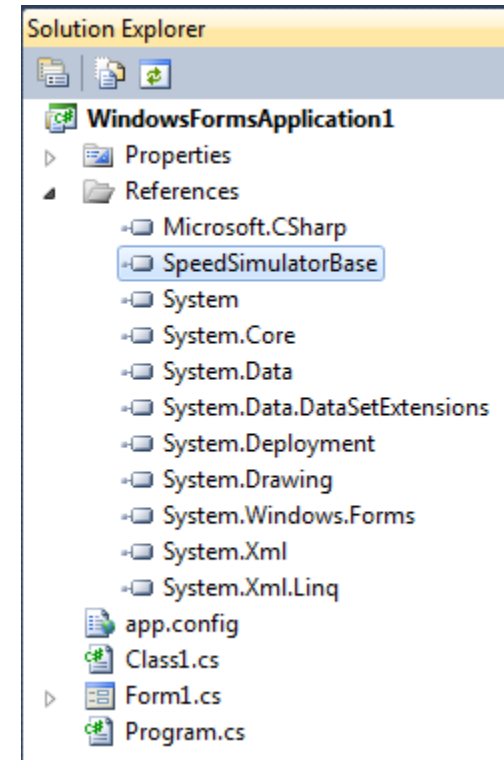 Solution Explorer
WindowsFormsApplication1
Properties
References
Microsoft.CSharp
SpeedSimulatorBase
System
System.Core
System.Data
System.Data.DataSetExtensions
System.Deployment
System.Drawing
System.Windows.Forms
System.Xml
System.Xml.Linq
app.config
Class1.cs
Form1.cs
Program.cs